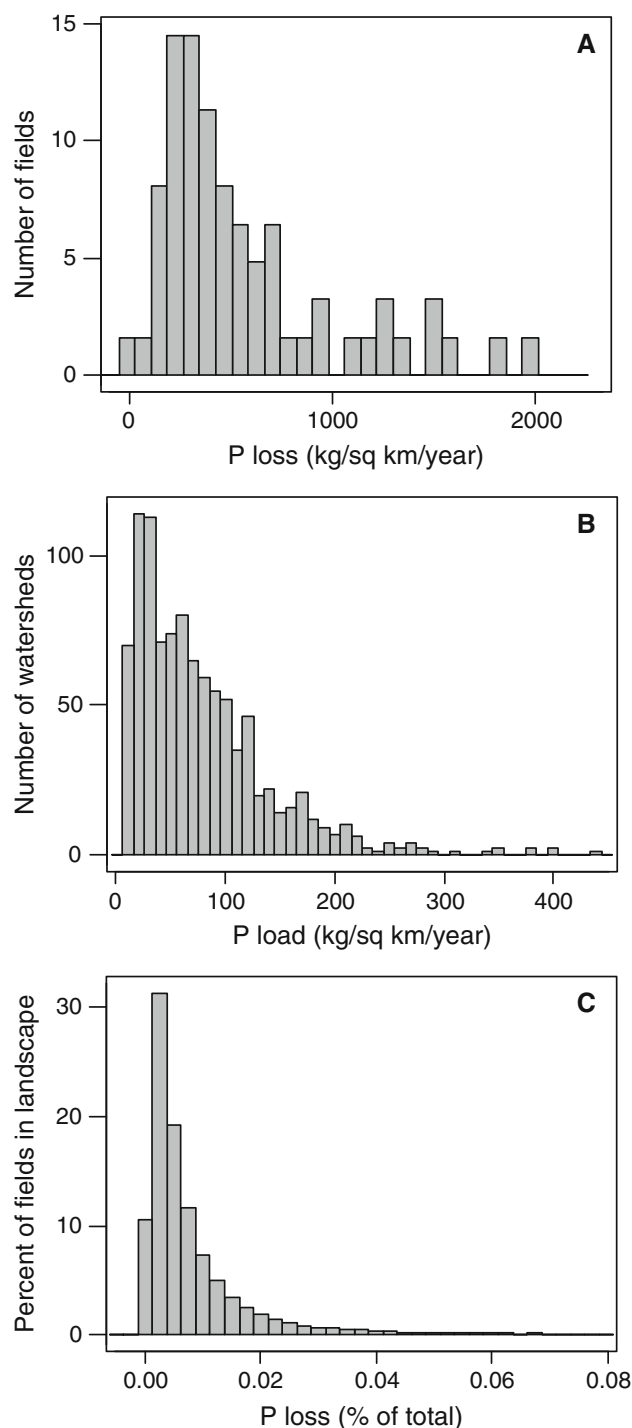 A
15
10
5
0
Number of fields
0 1000 2000
P loss (kg/sq km/year)
B
100
50
0
Number of watersheds
0 100 200 300 400
P load (kg/sq km/year)
C
30
20
10
0
Percent of fields in landscape
0.00 0.02 0.04 0.06 0.08
P loss (% of total)